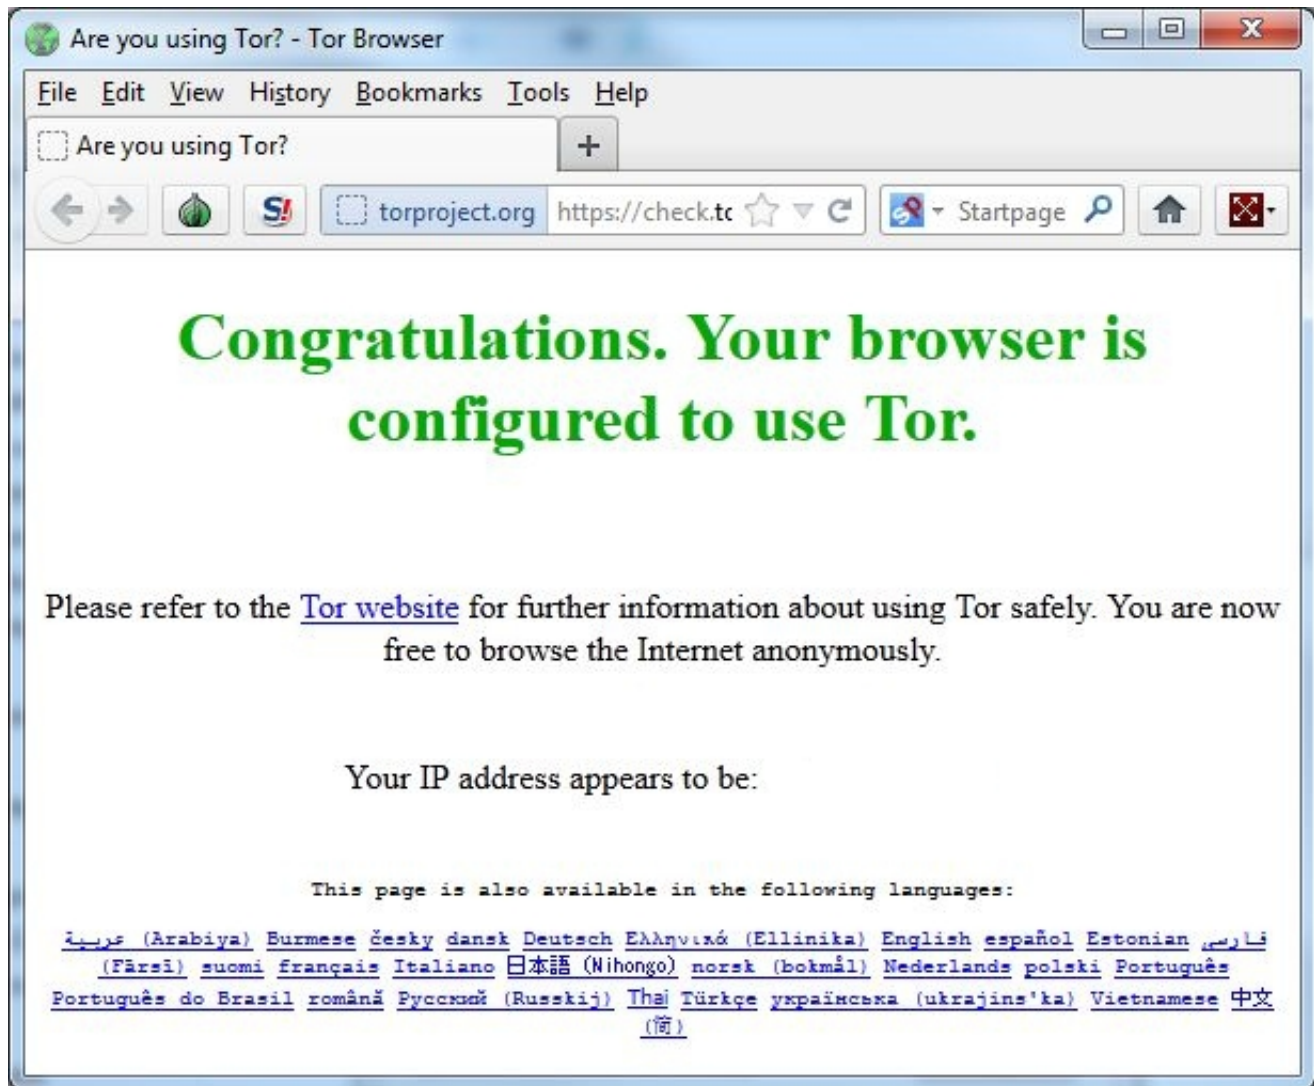 Are you using Tor? - Tor Browser
File Edit View History Bookmarks Tools Help
Are you using Tor?
torproject.org https://check.tc Startpage
Congratulations. Your browser is
configured to use Tor.
Please refer to the Tor website for further information about using Tor safely. You are now
free to browse the Internet anonymously.
Your IP address appears to be:
This page is also available in the following languages:
عربية (Arabiya) Burmese česky dansk Deutsch Ελληνικά (Ellinika) English español Estonian فارسی
(Fārsī) suomi français Italiano 日本語 (Nihongo) norsk (bokmål) Nederlands polski Português
Português do Brasil română Русский (Russkij) Thai Türkçe українська (ukrajins'ka) Vietnamese 中文
(简)